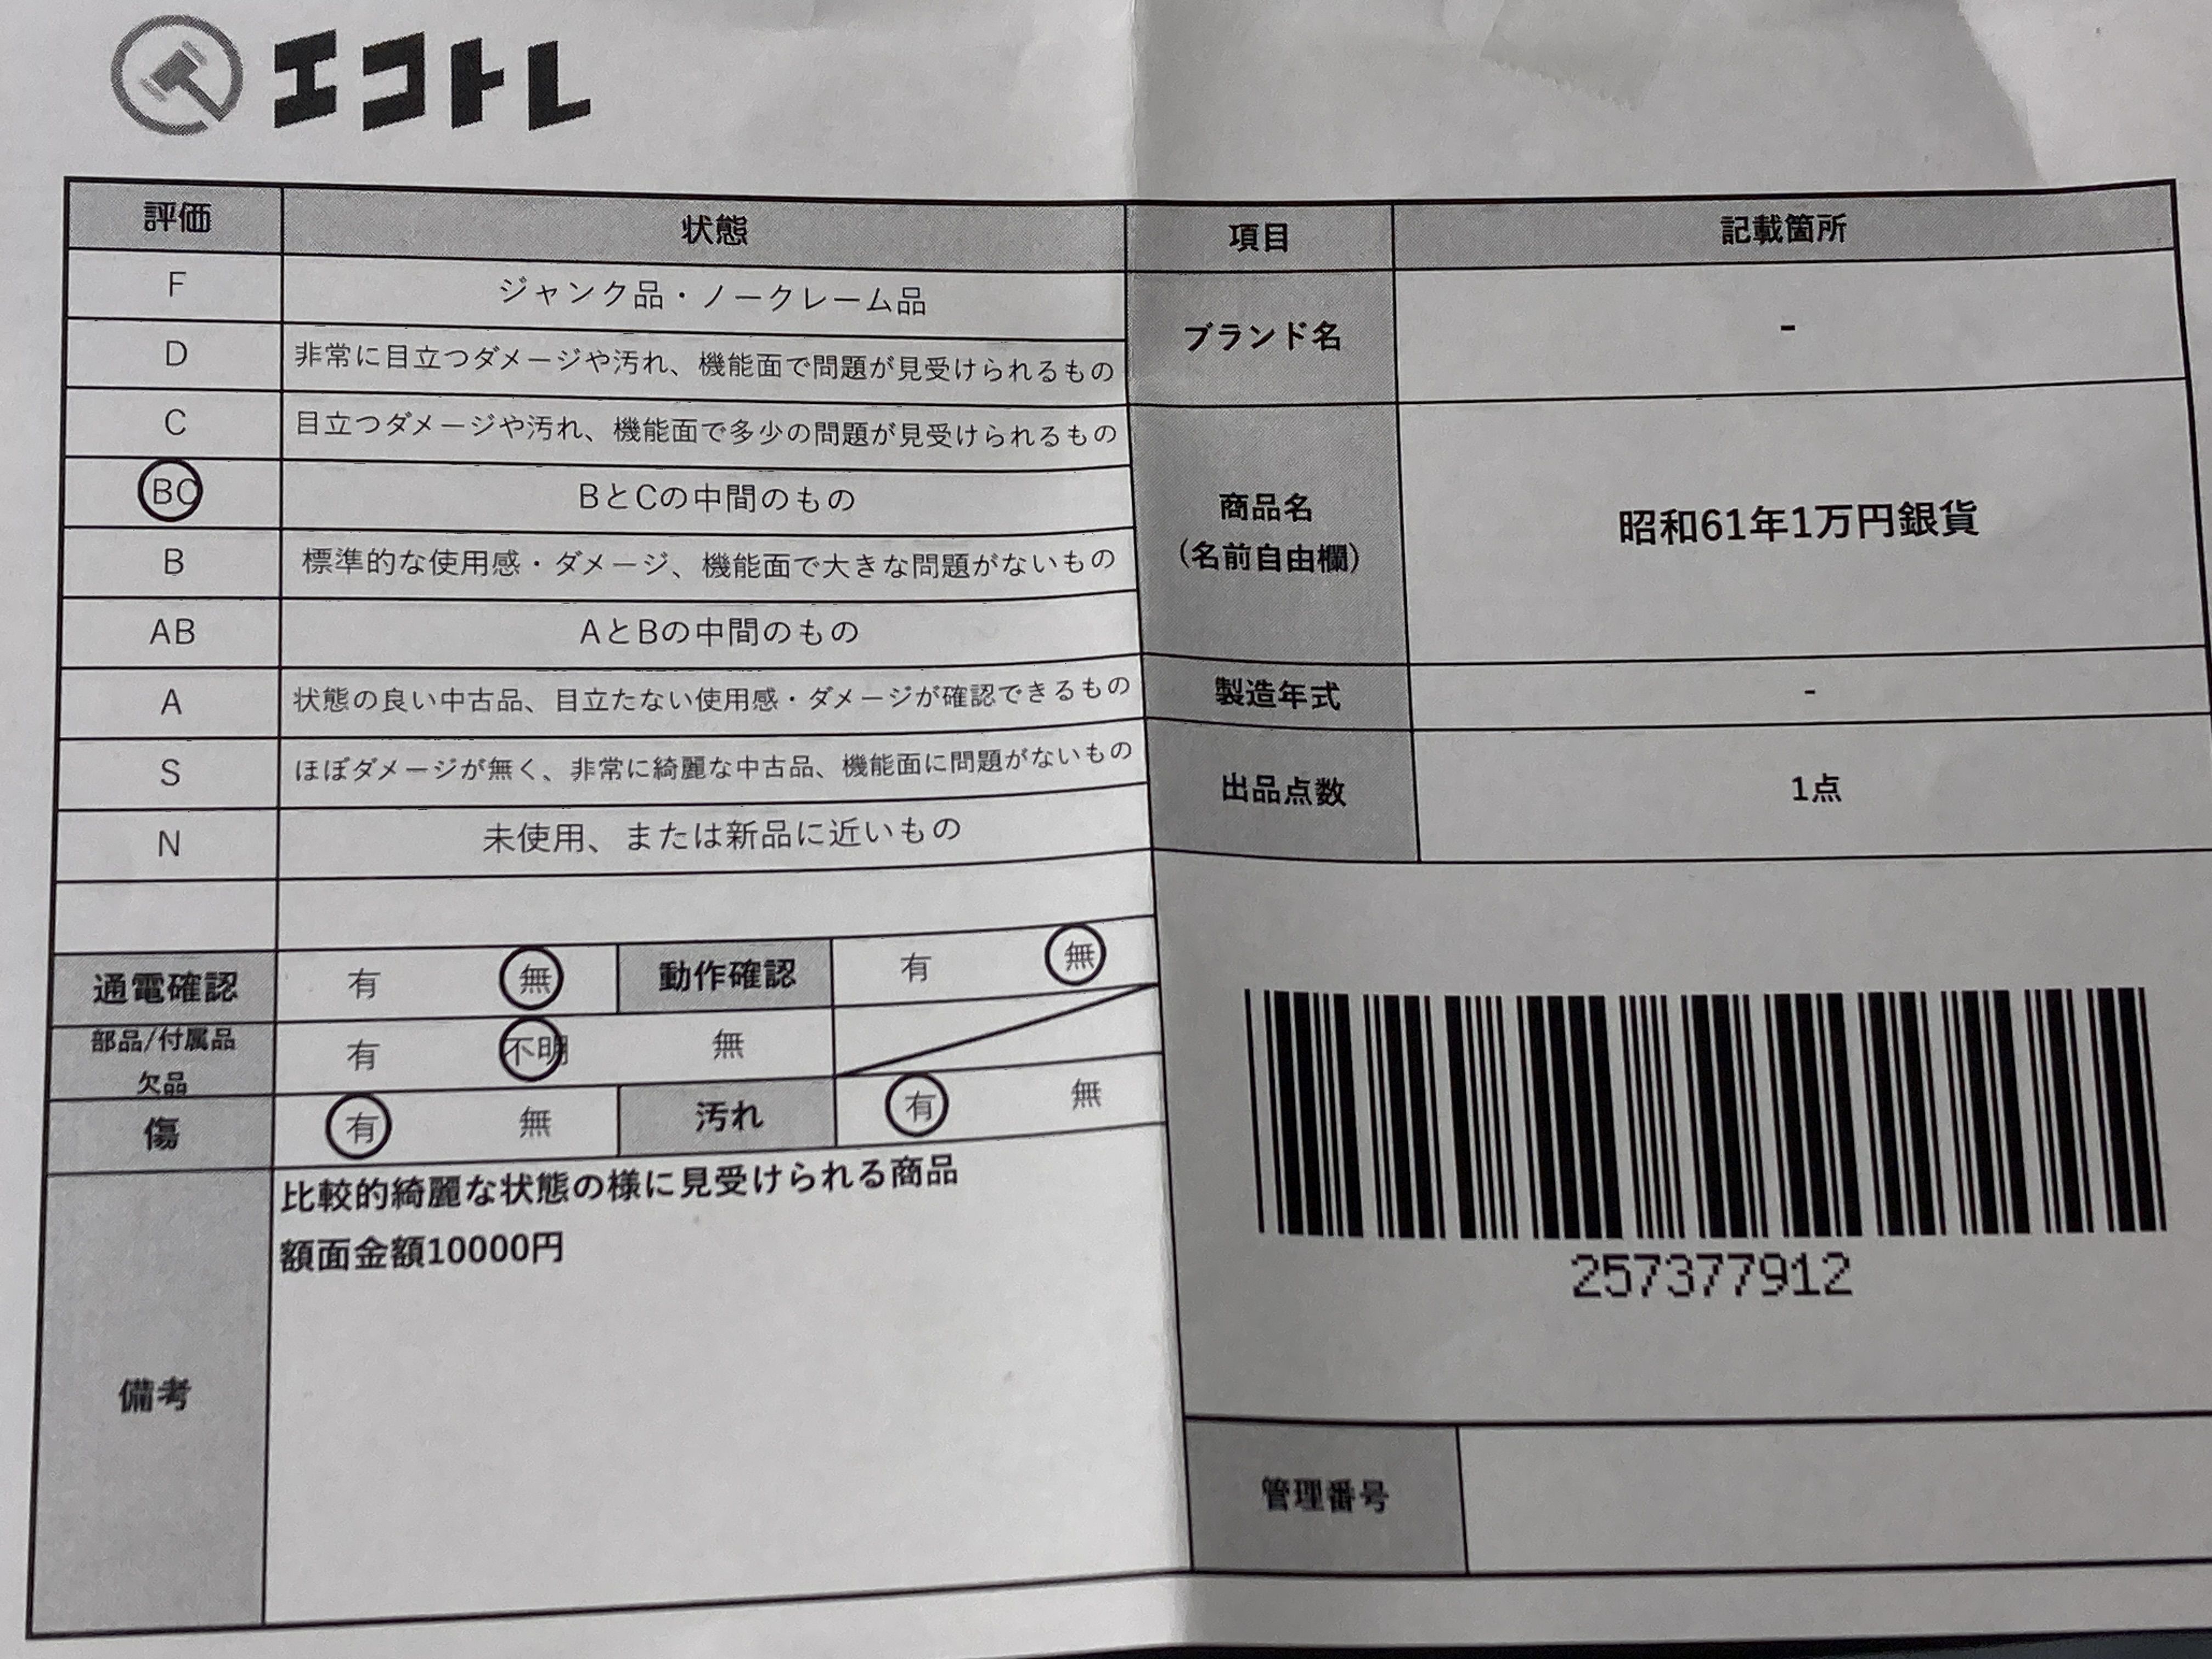 エコトレ
評価 状態
F ジャンク品・ノークレーム品
D 非常に目立つダメージや汚れ、機能面で問題が見受けられるもの
C 目立つダメージや汚れ、機能面で多少の問題が見受けられるもの
BC BとCの中間のもの
B 標準的な使用感・ダメージ、機能面で大きな問題がないもの
AB AとBの中間のもの
A 状態の良い中古品、目立たない使用感・ダメージが確認できるもの
S ほぼダメージが無く、非常に綺麗な中古品、機能面に問題がないもの
N 未使用、または新品に近いもの
通電確認 有 無 動作確認 有 無
部品/付属品
欠品
有 不明 無
傷 有 無 汚れ 有 無
備考
比較的綺麗な状態の様に見受けられる商品
額面金額10000円
項目 記載箇所
ブランド名 -
商品名
(名前自由欄)
昭和61年1万円銀貨
製造年式 -
出品点数 1点
257377912
管理番号